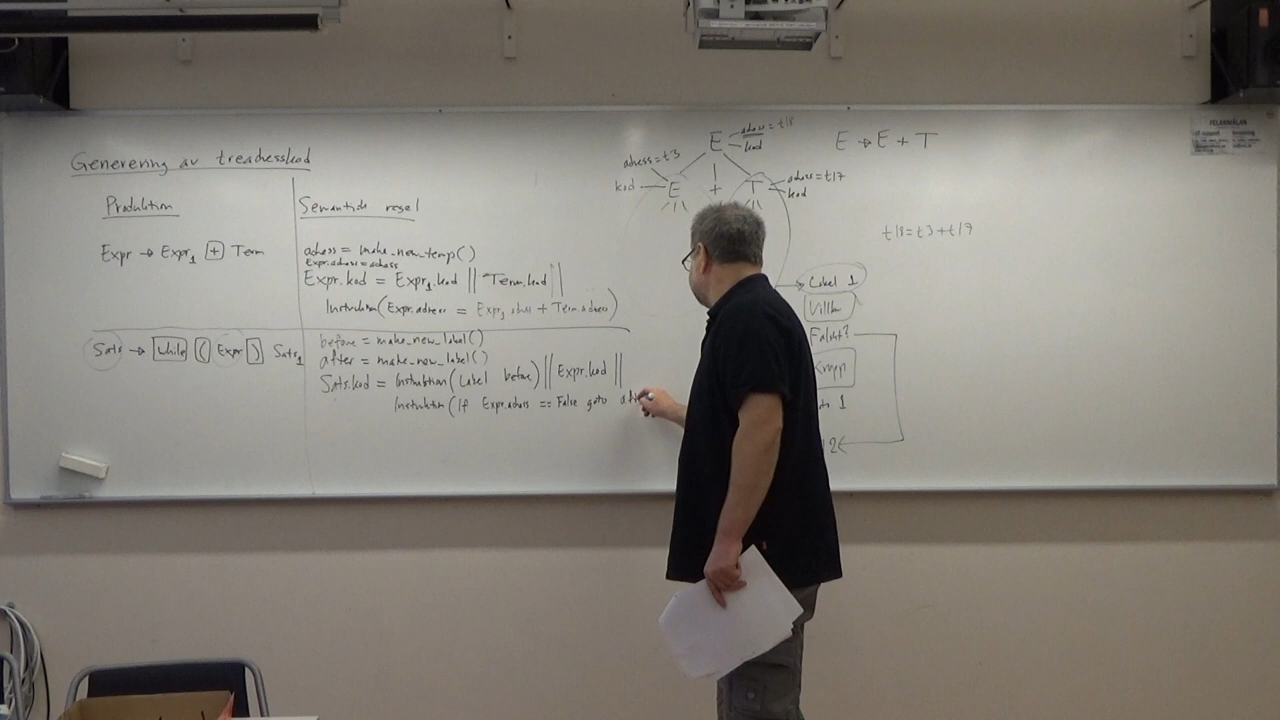 Generering av treadresskod
Produktion
Semantisk regel
Expr → Expr1 + Term
adress = make_new_temp()
Expr.adress = adress
Expr.kod = Expr1.kod || Term.kod ||
Instruktion(Expr.adress = Expr1.adress + Term.adress)
Sats → While ( Expr ) Sats1
before = make_new_label()
after = make_new_label()
Sats.kod = Instruktion(Label before) || Expr.kod ||
Instruktion(If Expr.adress == False goto
E
adress = t18
kod
adress = t3
kod
E
+
T
adress = t17
kod
E → E + T
t18 = t3 + t17
Label 1
Villkor
Falskt?
Kropp
1
2
FELANMÄLAN